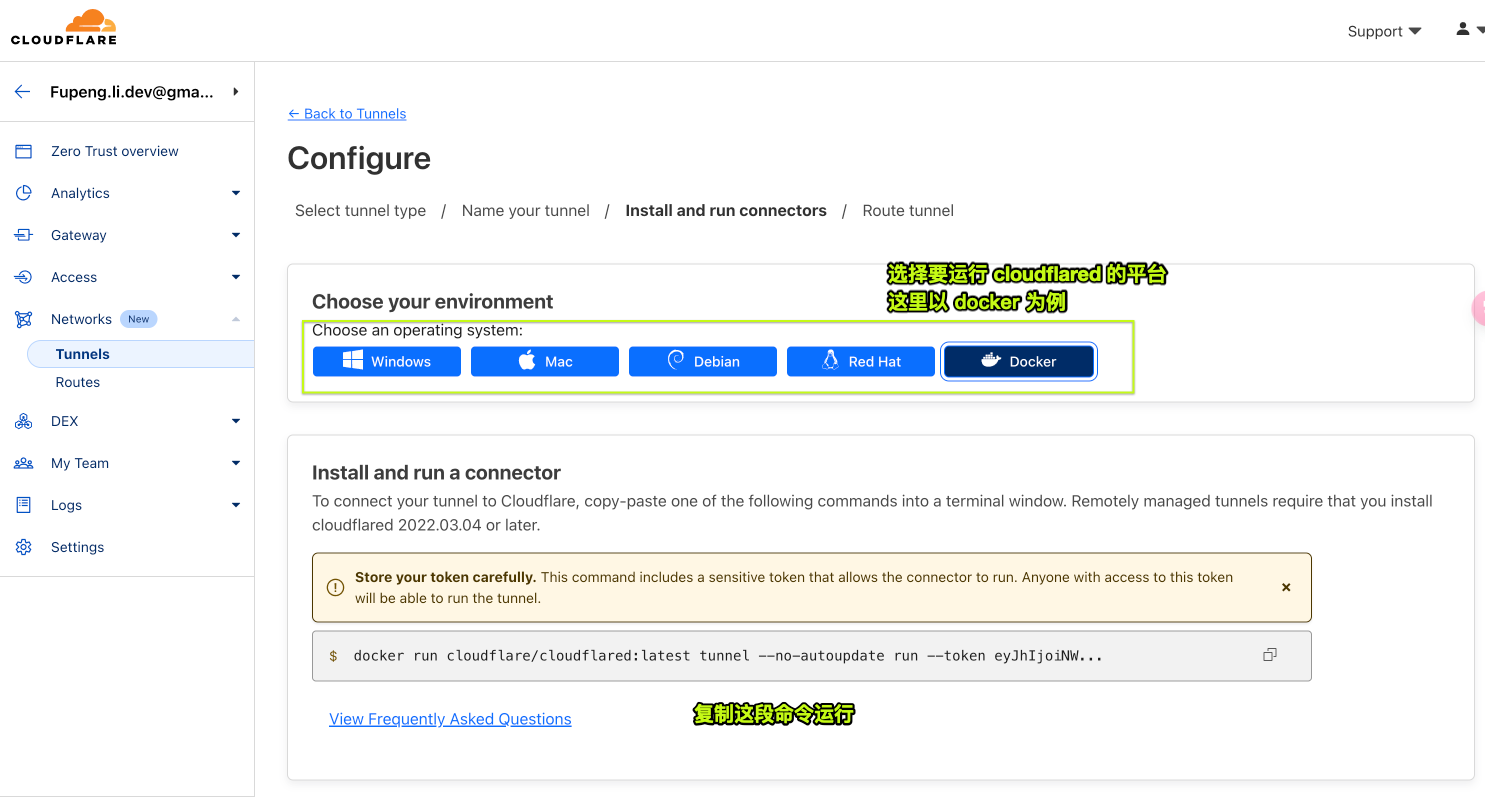 CLOUDFLARE
Support
Fupeng.li.dev@gma...
Zero Trust overview
Analytics
Gateway
Access
Networks New
Tunnels
Routes
DEX
My Team
Logs
Settings
← Back to Tunnels
Configure
Select tunnel type / Name your tunnel / Install and run connectors / Route tunnel
选择要运行 cloudflared 的平台
这里以 docker 为例
Choose your environment
Choose an operating system:
Windows Mac Debian Red Hat Docker
Install and run a connector
To connect your tunnel to Cloudflare, copy-paste one of the following commands into a terminal window. Remotely managed tunnels require that you install
cloudflared 2022.03.04 or later.
Store your token carefully. This command includes a sensitive token that allows the connector to run. Anyone with access to this token
will be able to run the tunnel.
$ docker run cloudflare/cloudflared:latest tunnel --no-autoupdate run --token eyJhIjoiNW...
复制这段命令运行
View Frequently Asked Questions